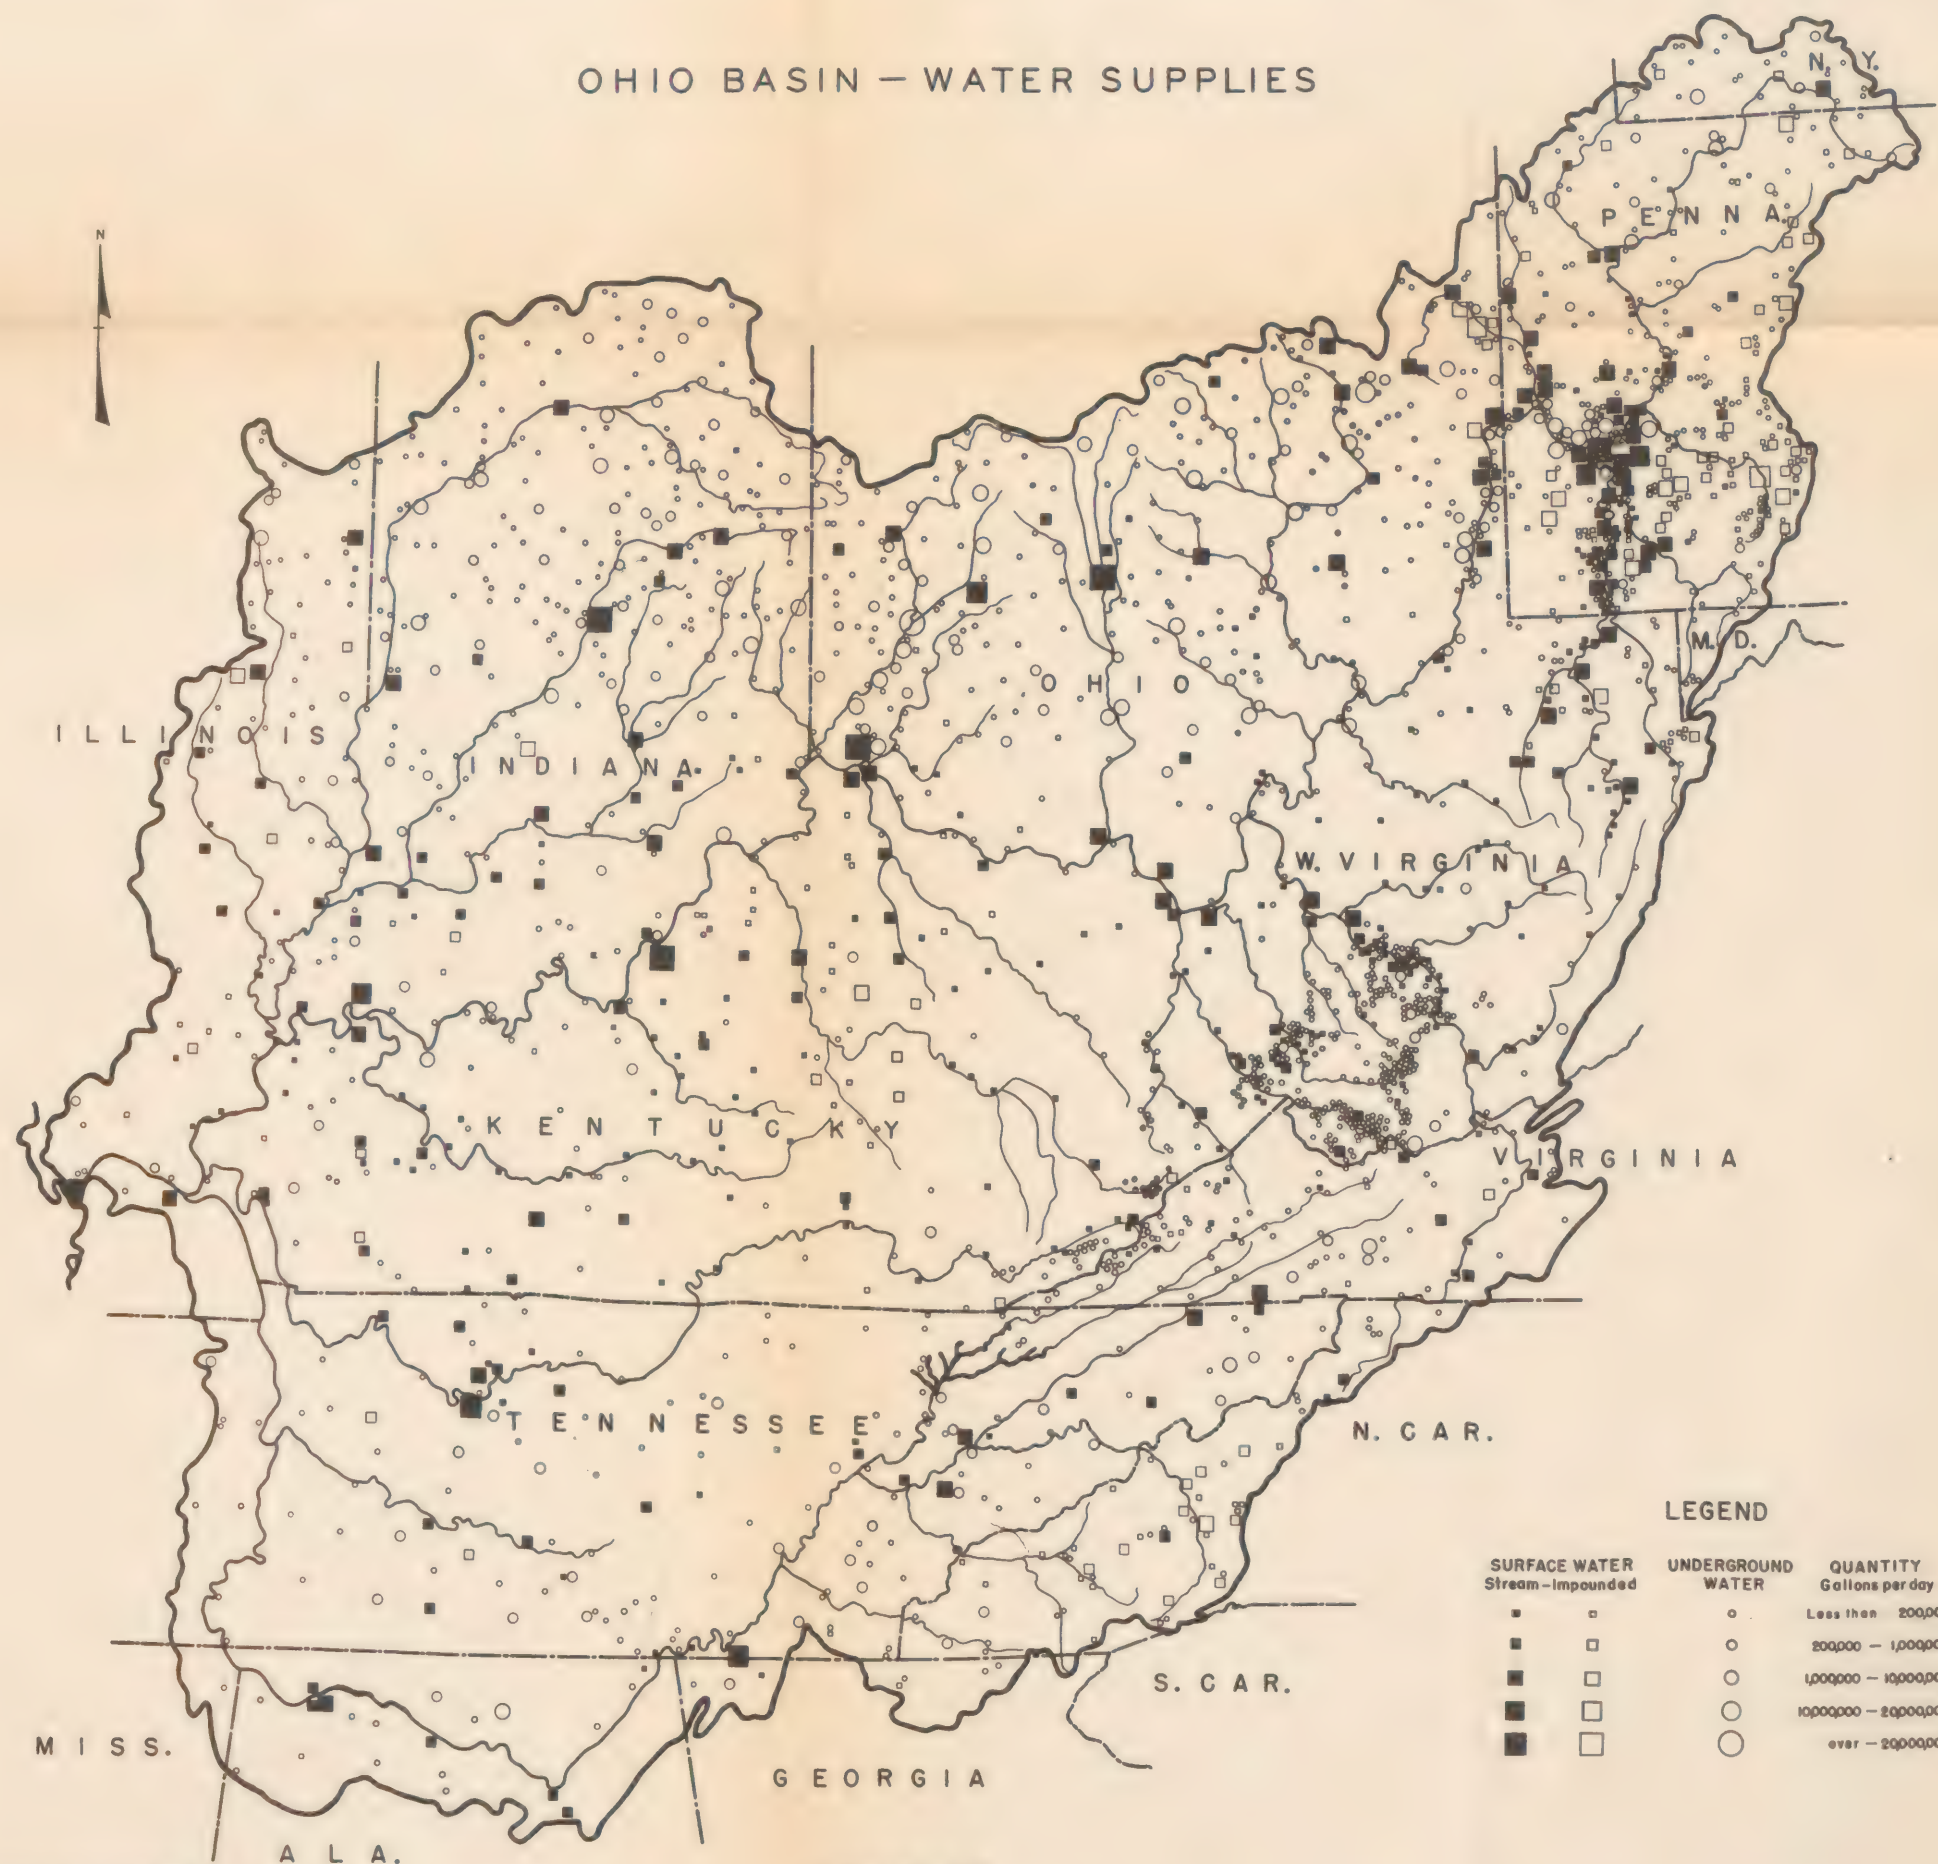 OHIO BASIN — WATER SUPPLIES
N. Y.
PENNA.
N
M. D.
OHIO
ILLINOIS
INDIANA
W. VIRGINIA
KENTUCKY
VIRGINIA
TENNESSEE
N. CAR.
S. CAR.
MISS.
GEORGIA
ALA.
LEGEND
SURFACE WATER UNDERGROUND QUANTITY
Stream-Impounded WATER Gallons per day
Less than 200,00
200,000 — 1,000,00
1,000,000 — 10,000,00
10,000,000 — 20,000,00
over — 20,000,00